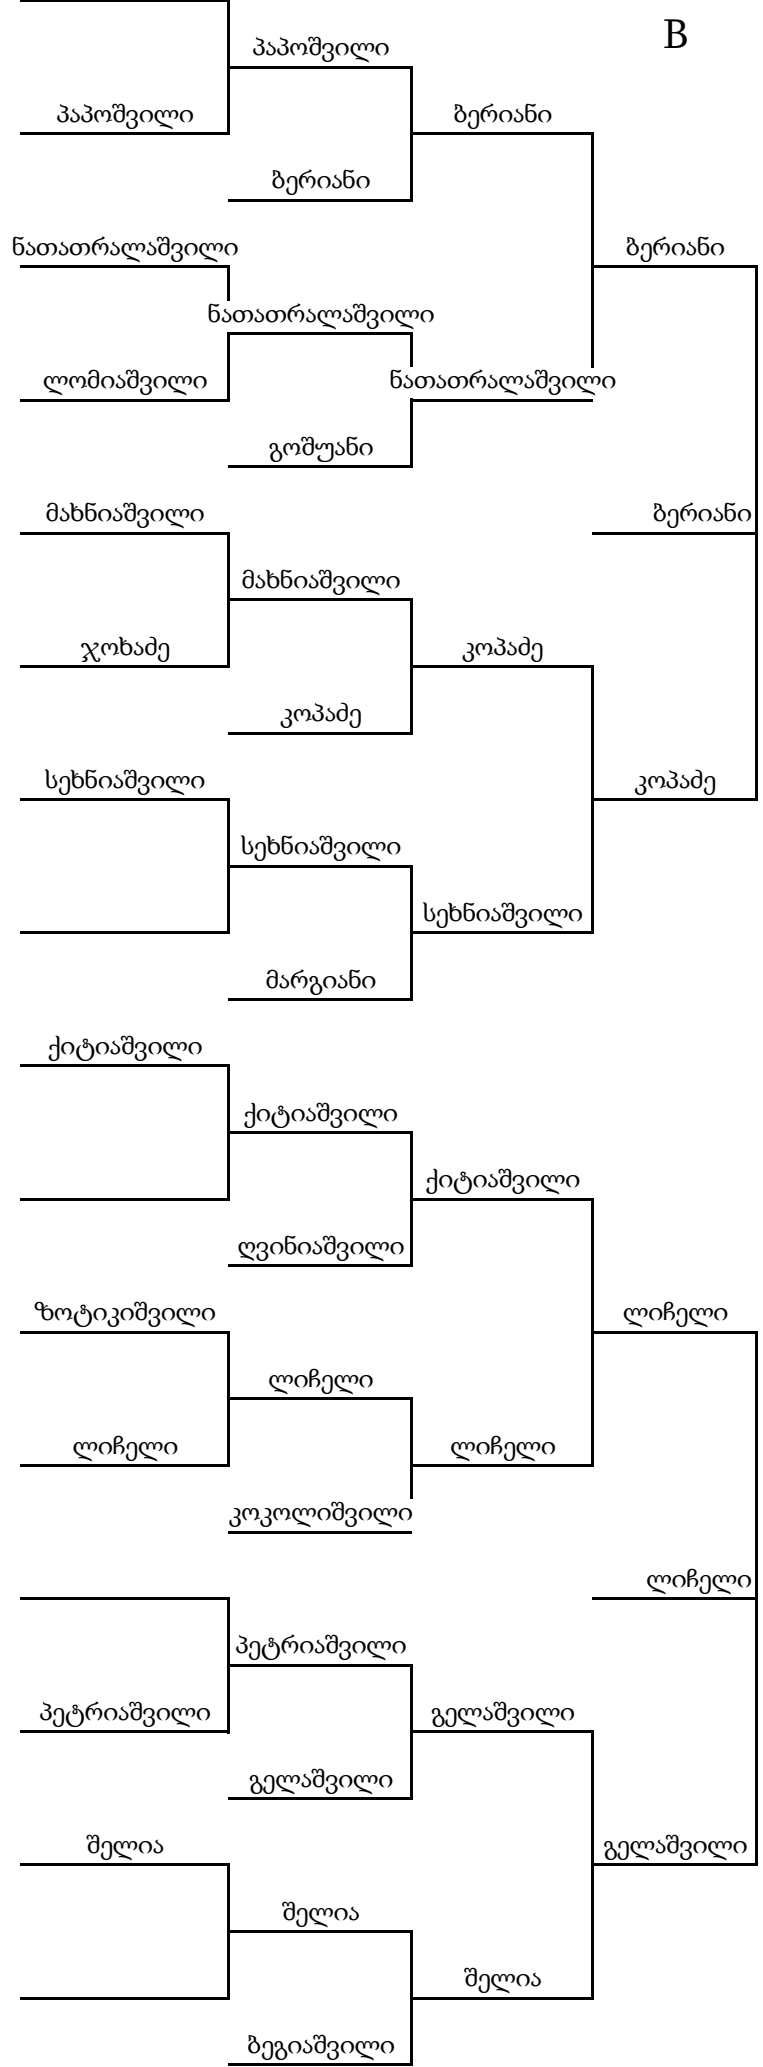 B
პაპოშვილი
პაპოშვილი
ბერიანი
ბერიანი
ნათათრალაშვილი
ბერიანი
ნათათრალაშვილი
ლომიაშვილი
ნათათრალაშვილი
გოშუანი
მახნიაშვილი
ბერიანი
მახნიაშვილი
ჯოხაძე
კოპაძე
კოპაძე
სეხნიაშვილი
კოპაძე
სეხნიაშვილი
სეხნიაშვილი
მარგიანი
ქიტიაშვილი
ქიტიაშვილი
ქიტიაშვილი
ღვინიაშვილი
ზოტიკიშვილი
ლიჩელი
ლიჩელი
ლიჩელი
ლიჩელი
კოკოლიშვილი
ლიჩელი
პეტრიაშვილი
პეტრიაშვილი
გელაშვილი
გელაშვილი
შელია
გელაშვილი
შელია
შელია
ბეგიაშვილი